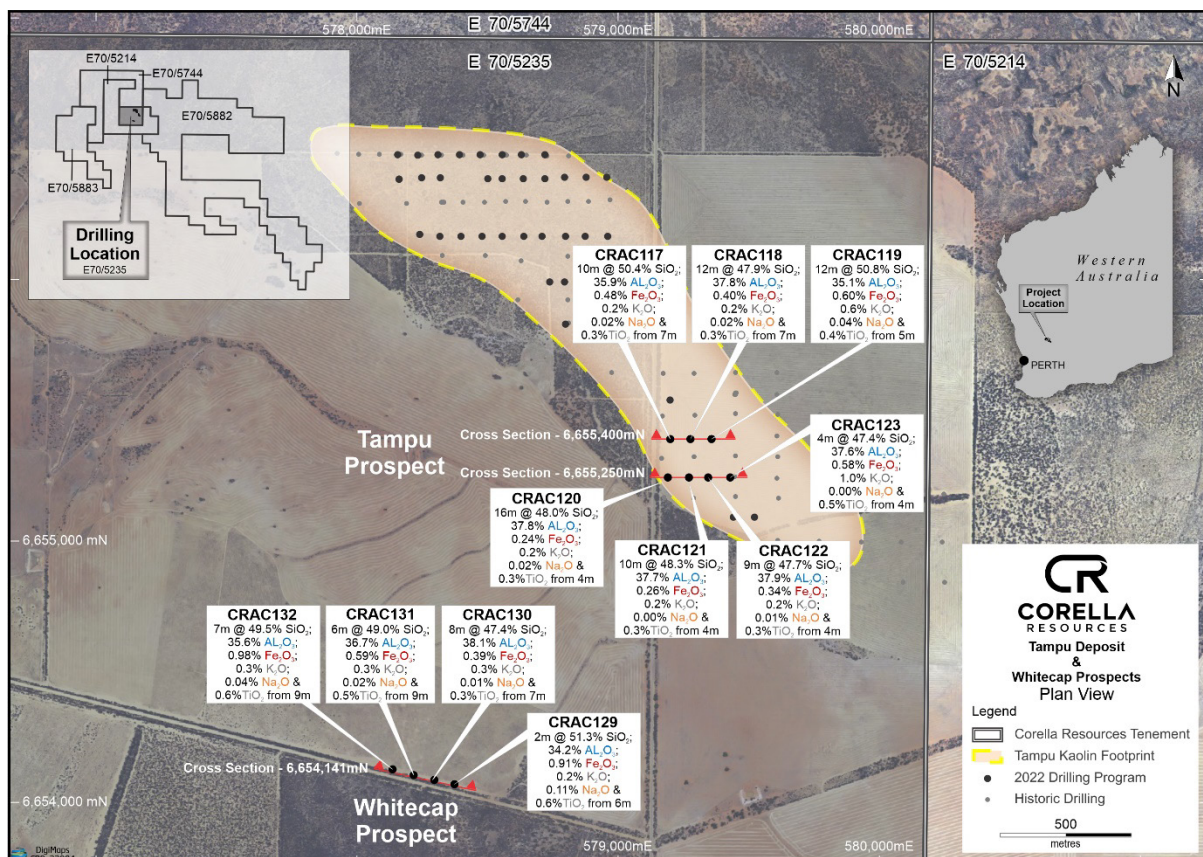 E 70/5744
578,000mE
579,000mE
580,000mE
E 70/5235
E 70/5214
N
E70/5214
E70/5744
E70/5882
E70/5883
Drilling
Location
E70/5235
Western
Australia
Project
Location
PERTH
CRAC117
10m @ 50.4% SiO₂;
35.9% AL₂O₃;
0.48% Fe₂O₃;
0.2% K₂O;
0.02% Na₂O &
0.3%TiO₂ from 7m
CRAC118
12m @ 47.9% SiO₂;
37.8% AL₂O₃;
0.40% Fe₂O₃;
0.2% K₂O;
0.02% Na₂O &
0.3%TiO₂ from 7m
CRAC119
12m @ 50.8% SiO₂;
35.1% AL₂O₃;
0.60% Fe₂O₃;
0.6% K₂O;
0.04% Na₂O &
0.4%TiO₂ from 5m
Tampu
Prospect
Cross Section - 6,655,400mN
Cross Section - 6,655,250mN
CRAC123
4m @ 47.4% SiO₂;
37.6% AL₂O₃;
0.58% Fe₂O₃;
1.0% K₂O;
0.00% Na₂O &
0.5%TiO₂ from 4m
CRAC120
16m @ 48.0% SiO₂;
37.8% AL₂O₃;
0.24% Fe₂O₃;
0.2% K₂O;
0.02% Na₂O &
0.3%TiO₂ from 4m
CRAC121
10m @ 48.3% SiO₂;
37.7% AL₂O₃;
0.26% Fe₂O₃;
0.2% K₂O;
0.00% Na₂O &
0.3%TiO₂ from 4m
CRAC122
9m @ 47.7% SiO₂;
37.9% AL₂O₃;
0.34% Fe₂O₃;
0.2% K₂O;
0.01% Na₂O &
0.3%TiO₂ from 4m
6,655,000 mN
CRAC132
7m @ 49.5% SiO₂;
35.6% AL₂O₃;
0.98% Fe₂O₃;
0.3% K₂O;
0.04% Na₂O &
0.6%TiO₂ from 9m
CRAC131
6m @ 49.0% SiO₂;
36.7% AL₂O₃;
0.59% Fe₂O₃;
0.3% K₂O;
0.02% Na₂O &
0.5%TiO₂ from 9m
CRAC130
8m @ 47.4% SiO₂;
38.1% AL₂O₃;
0.39% Fe₂O₃;
0.3% K₂O;
0.01% Na₂O &
0.3%TiO₂ from 7m
CRAC129
2m @ 51.3% SiO₂;
34.2% AL₂O₃;
0.91% Fe₂O₃;
0.2% K₂O;
0.11% Na₂O &
0.6%TiO₂ from 6m
Cross Section - 6,654,141mN
Whitecap
Prospect
6,654,000 mN
DigiMaps
579,000mE
580,000mE
CR
CORELLA
RESOURCES
Tampu Deposit
&
Whitecap Prospects
Plan View
Legend
Corella Resources Tenement
Tampu Kaolin Footprint
2022 Drilling Program
Historic Drilling
500
metres